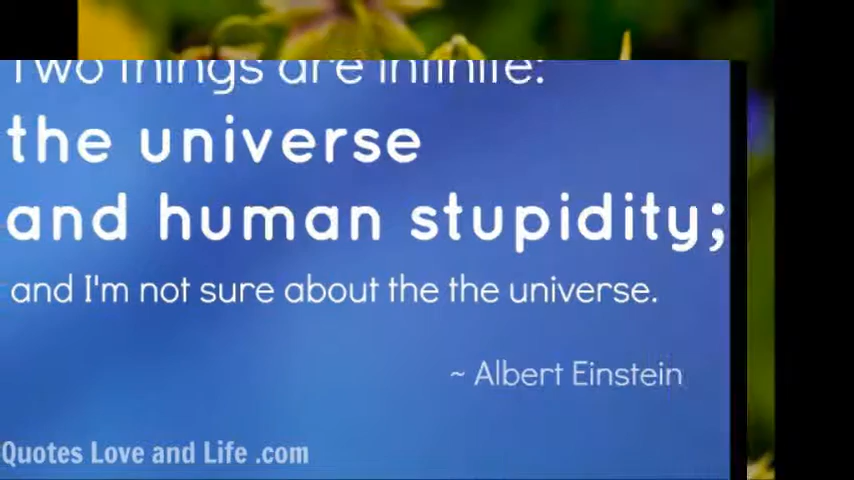 Two things are infinite:
the universe
and human stupidity;
and I'm not sure about the the universe.
~ Albert Einstein
Quotes Love and Life .com